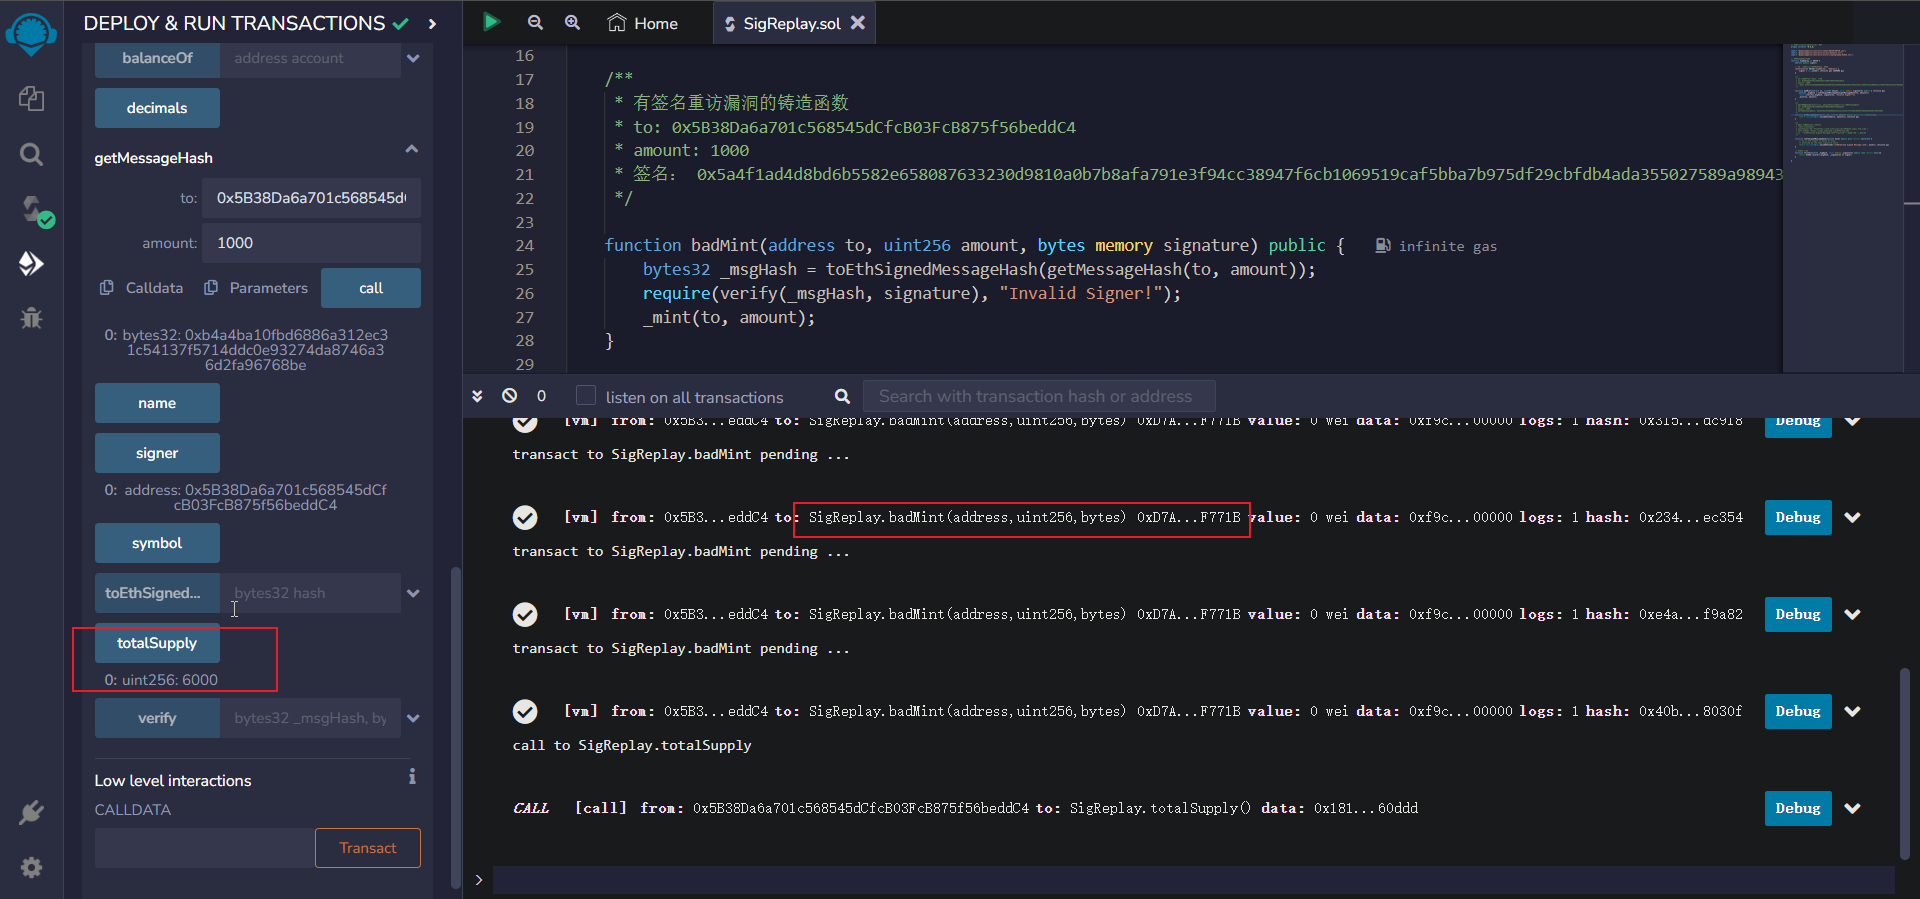 DEPLOY & RUN TRANSACTIONS
balanceOf address account
decimals
getMessageHash
to: 0x5B38Da6a701c568545d
amount: 1000
Calldata Parameters call
0: bytes32: 0xb4a4ba10fbd6886a312ec3
1c54137f5714ddc0e93274da8746a3
6d2fa96768be
name
signer
0: address: 0x5B38Da6a701c568545dCf
cB03FcB875f56beddC4
symbol
toEthSigned... bytes32 hash
totalSupply
0: uint256: 6000
verify bytes32 _msgHash, by
Low level interactions i
CALLDATA
Transact
Home SigReplay.sol
16
17 /**
18 * 有签名重访漏洞的铸造函数
19 * to: 0x5B38Da6a701c568545dCfcB03FcB875f56beddC4
20 * amount: 1000
21 * 签名： 0x5a4f1ad4d8bd6b5582e658087633230d9810a0b7b8afa791e3f94cc38947f6cb1069519caf5bba7b975df29cbfdb4ada355027589a98943
22 */
23
24 function badMint(address to, uint256 amount, bytes memory signature) public { infinite gas
25 bytes32 _msgHash = toEthSignedMessageHash(getMessageHash(to, amount));
26 require(verify(_msgHash, signature), "Invalid Signer!");
27 _mint(to, amount);
28 }
29
0 listen on all transactions Search with transaction hash or address
[vm] from: 0x5B3...eddC4 to: SigReplay.badMint(address,uint256,bytes) 0xD7A...F771B value: 0 wei data: 0xf9c...00000 logs: 1 hash: 0x315...dc918 Debug
transact to SigReplay.badMint pending ...
[vm] from: 0x5B3...eddC4 to: SigReplay.badMint(address,uint256,bytes) 0xD7A...F771B value: 0 wei data: 0xf9c...00000 logs: 1 hash: 0x234...ec354 Debug
transact to SigReplay.badMint pending ...
[vm] from: 0x5B3...eddC4 to: SigReplay.badMint(address,uint256,bytes) 0xD7A...F771B value: 0 wei data: 0xf9c...00000 logs: 1 hash: 0xe4a...f9a82 Debug
transact to SigReplay.badMint pending ...
[vm] from: 0x5B3...eddC4 to: SigReplay.badMint(address,uint256,bytes) 0xD7A...F771B value: 0 wei data: 0xf9c...00000 logs: 1 hash: 0x40b...8030f Debug
call to SigReplay.totalSupply
CALL [call] from: 0x5B38Da6a701c568545dCfcB03FcB875f56beddC4 to: SigReplay.totalSupply() data: 0x181...60ddd Debug
>